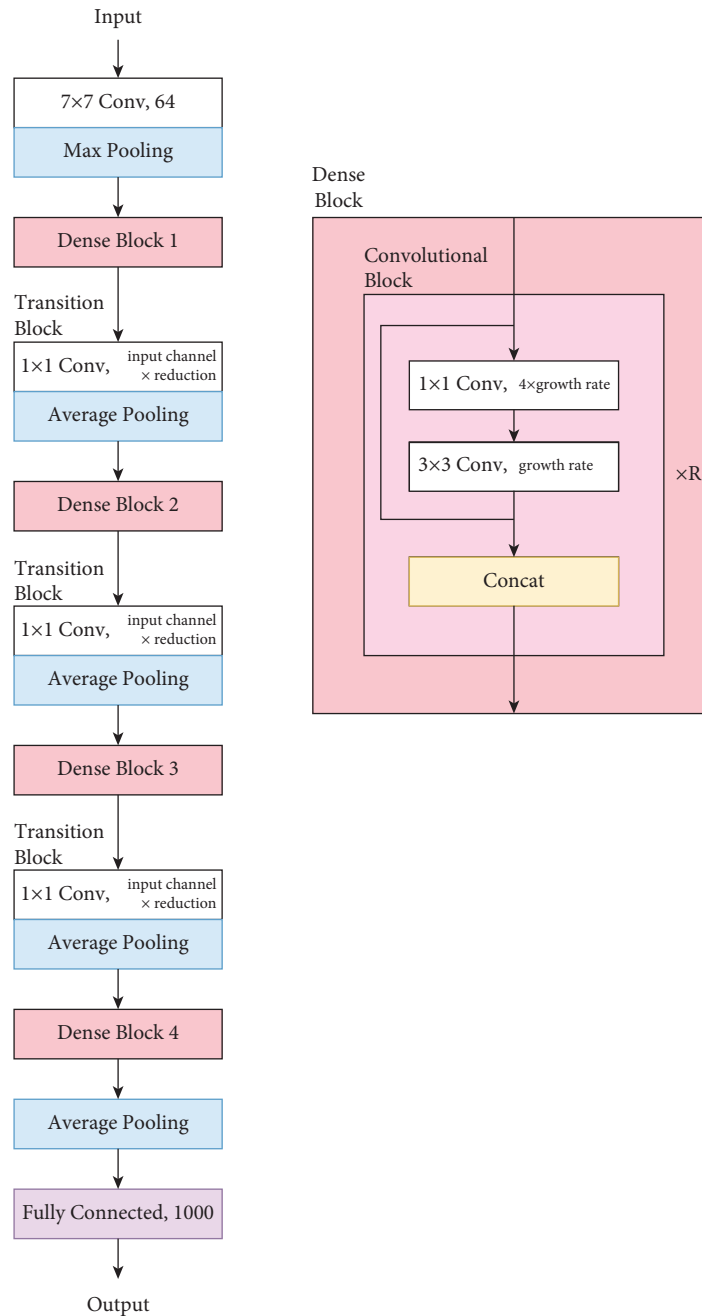 Input
7×7 Conv, 64
Max Pooling
Dense Block 1
Transition
Block
1×1 Conv, input channel
× reduction
Average Pooling
Dense Block 2
Transition
Block
1×1 Conv, input channel
× reduction
Average Pooling
Dense Block 3
Transition
Block
1×1 Conv, input channel
× reduction
Average Pooling
Dense Block 4
Average Pooling
Fully Connected, 1000
Output
Dense
Block
Convolutional
Block
1×1 Conv, 4×growth rate
3×3 Conv, growth rate
Concat
×R